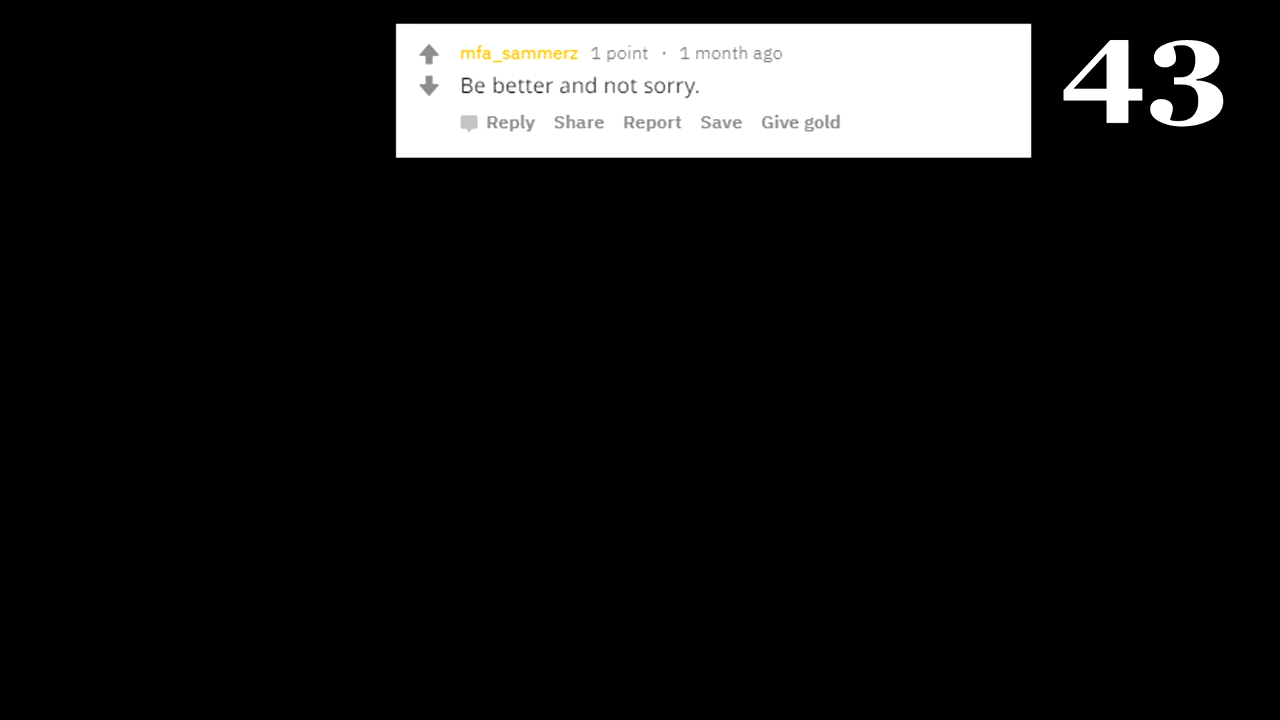 mfa_sammerz 1 point · 1 month ago
Be better and not sorry.
Reply Share Report Save Give gold
43